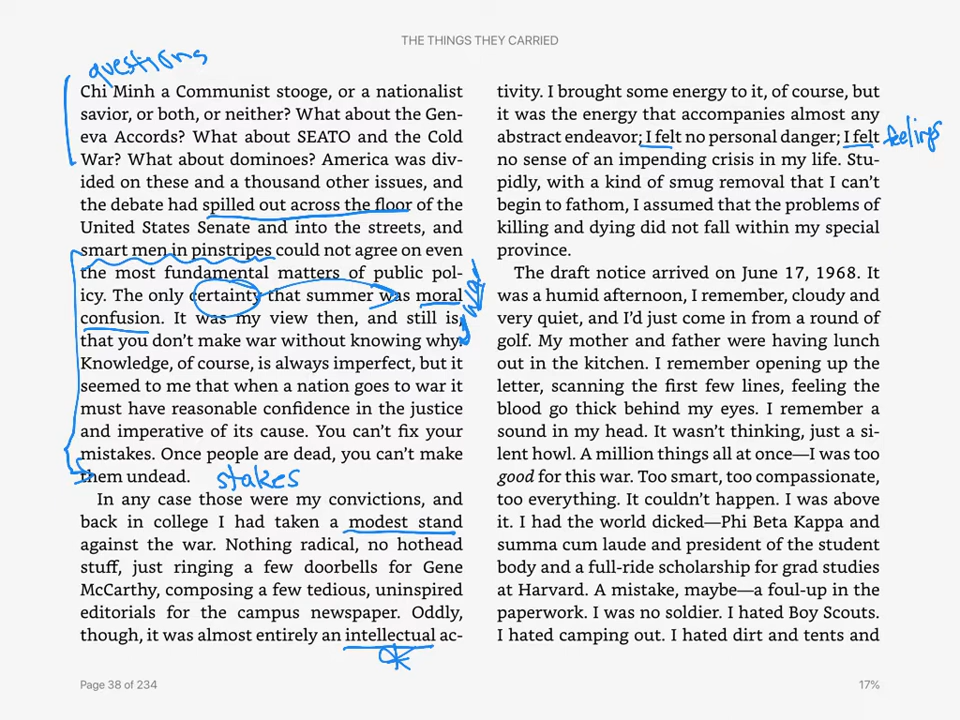 THE THINGS THEY CARRIED
questions
Chi Minh a Communist stooge, or a nationalist
savior, or both, or neither? What about the Gen-
eva Accords? What about SEATO and the Cold
War? What about dominoes? America was div-
ided on these and a thousand other issues, and
the debate had spilled out across the floor of the
United States Senate and into the streets, and
smart men in pinstripes could not agree on even
the most fundamental matters of public pol-
icy. The only certainty that summer was moral
confusion. It was my view then, and still is,
that you don't make war without knowing why.
Knowledge, of course, is always imperfect, but it
seemed to me that when a nation goes to war it
must have reasonable confidence in the justice
and imperative of its cause. You can't fix your
mistakes. Once people are dead, you can't make
them undead.
stakes
In any case those were my convictions, and
back in college I had taken a modest stand
against the war. Nothing radical, no hothead
stuff, just ringing a few doorbells for Gene
McCarthy, composing a few tedious, uninspired
editorials for the campus newspaper. Oddly,
though, it was almost entirely an intellectual ac-
tivity. I brought some energy to it, of course, but
it was the energy that accompanies almost any
abstract endeavor; I felt no personal danger; I felt
feelings
no sense of an impending crisis in my life. Stu-
pidly, with a kind of smug removal that I can't
begin to fathom, I assumed that the problems of
killing and dying did not fall within my special
province.
The draft notice arrived on June 17, 1968. It
was a humid afternoon, I remember, cloudy and
very quiet, and I'd just come in from a round of
golf. My mother and father were having lunch
out in the kitchen. I remember opening up the
letter, scanning the first few lines, feeling the
blood go thick behind my eyes. I remember a
sound in my head. It wasn't thinking, just a si-
lent howl. A million things all at once—I was too
good for this war. Too smart, too compassionate,
too everything. It couldn't happen. I was above
it. I had the world dicked—Phi Beta Kappa and
summa cum laude and president of the student
body and a full-ride scholarship for grad studies
at Harvard. A mistake, maybe—a foul-up in the
paperwork. I was no soldier. I hated Boy Scouts.
I hated camping out. I hated dirt and tents and
Page 38 of 234
17%